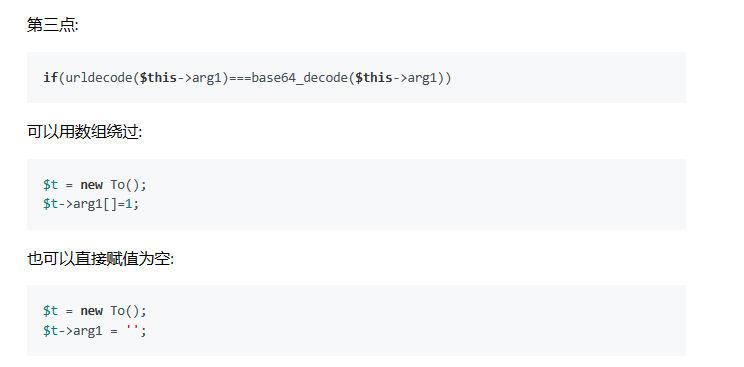 第三点:
if(urldecode($this->arg1)===base64_decode($this->arg1))
可以用数组绕过:
$t = new To();
$t->arg1[]=1;
也可以直接赋值为空:
$t = new To();
$t->arg1 = '';